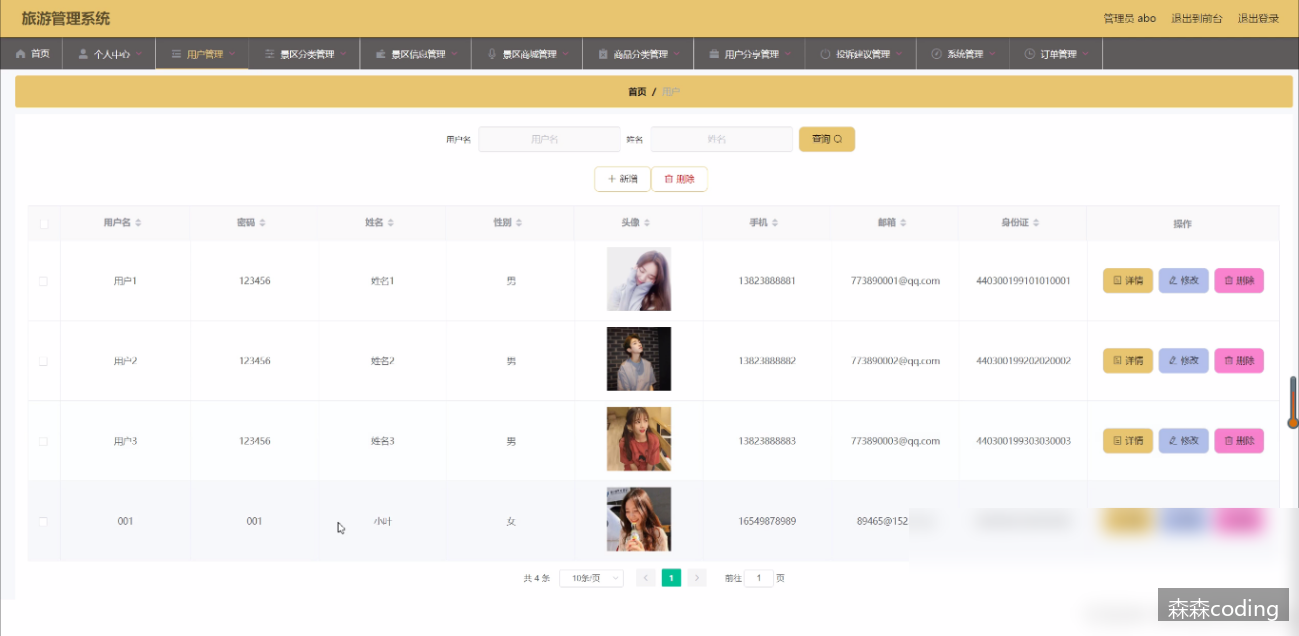 旅游管理系统 管理员 abo 退出到前台 退出登录
首页 个人中心 用户管理 景区分类管理 景区信息管理 景区商城管理 商品分类管理 用户分享管理 投诉建议管理 系统管理 订单管理
首页 / 用户
用户名 用户名 姓名 姓名 查询
新增 删除
用户名 密码 姓名 性别 头像 手机 邮箱 身份证 操作
用户1 123456 姓名1 男 13823888881 773890001@qq.com 440300199101010001 详情 修改 删除
用户2 123456 姓名2 男 13823888882 773890002@qq.com 440300199202020002 详情 修改 删除
用户3 123456 姓名3 男 13823888883 773890003@qq.com 440300199303030003 详情 修改 删除
001 001 小叶 女 16549878989 89465@152
共 4 条 10条/页 1 前往 1 页
森森coding